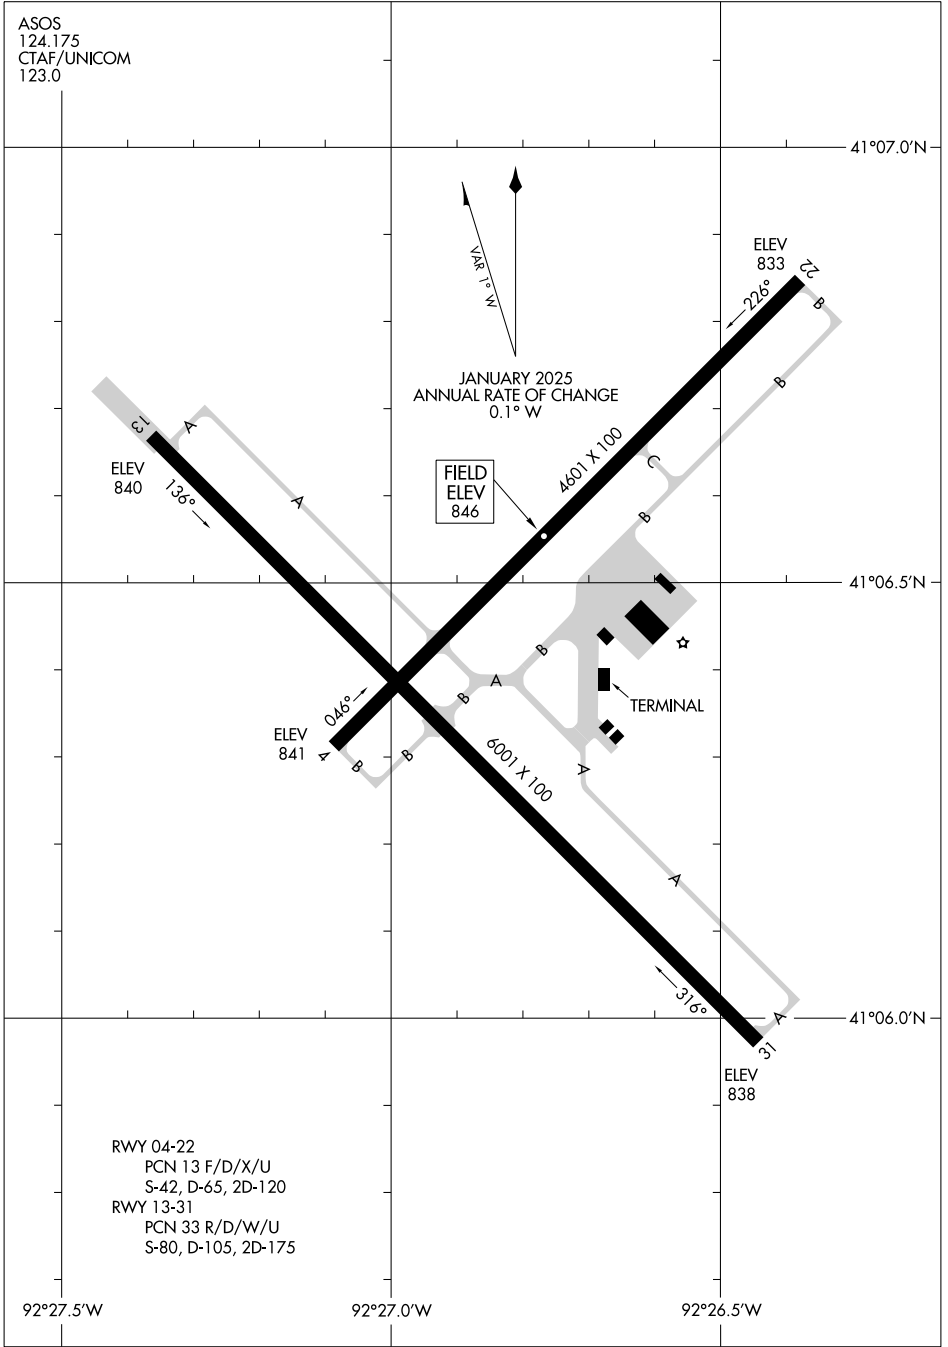 ASOS
124.175
CTAF/UNICOM
123.0
41°07.0'N
VAR 1° W
JANUARY 2025
ANNUAL RATE OF CHANGE
0.1° W
ELEV
833
22
226°
B
B
4601 X 100
C
B
FIELD
ELEV
846
13
A
ELEV
840
136°
A
41°06.5'N
B
A
B
TERMINAL
046°
ELEV
841
4
B
B
6001 X 100
A
A
316°
A
41°06.0'N
31
ELEV
838
RWY 04-22
PCN 13 F/D/X/U
S-42, D-65, 2D-120
RWY 13-31
PCN 33 R/D/W/U
S-80, D-105, 2D-175
92°27.5'W
92°27.0'W
92°26.5'W